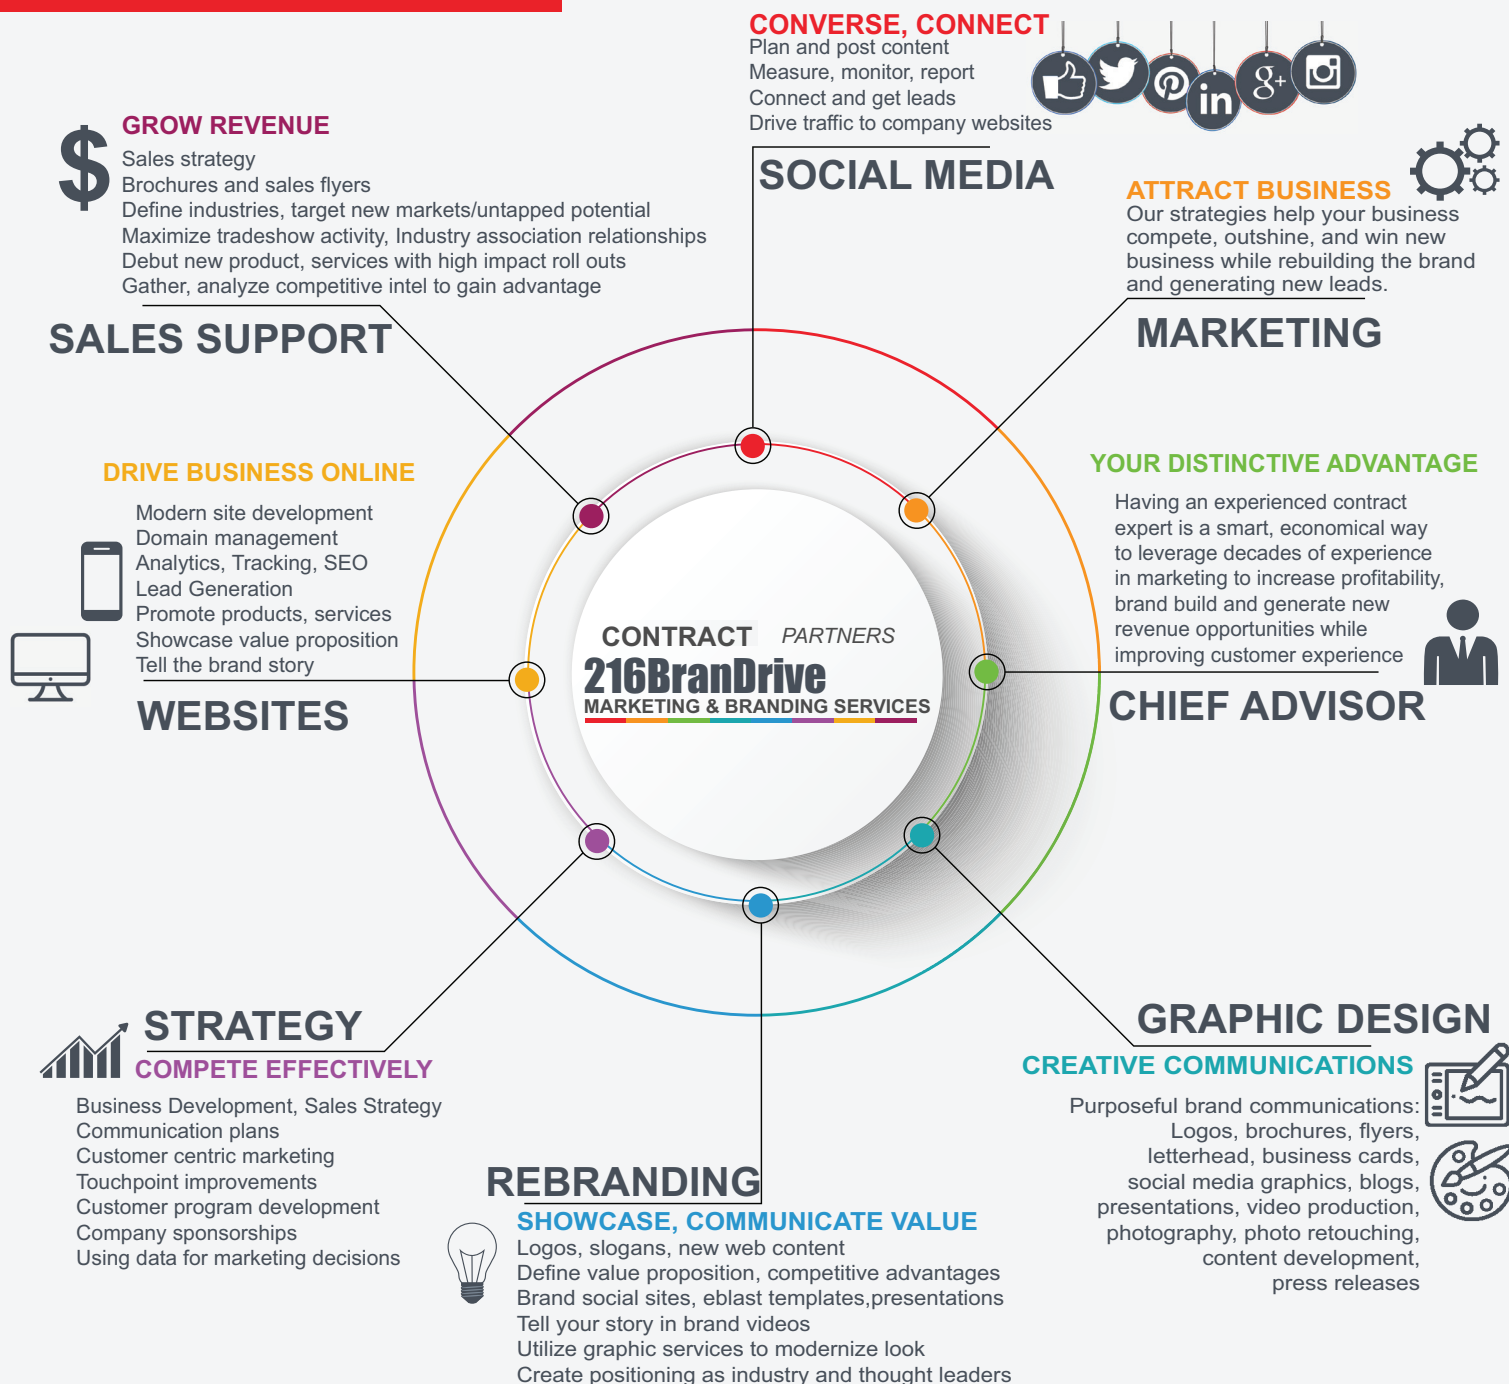 CONVERSE, CONNECT
Plan and post content
Measure, monitor, report
Connect and get leads
Drive traffic to company websites
SOCIAL MEDIA
in
g+
$
GROW REVENUE
Sales strategy
Brochures and sales flyers
Define industries, target new markets/untapped potential
Maximize tradeshow activity, Industry association relationships
Debut new product, services with high impact roll outs
Gather, analyze competitive intel to gain advantage
SALES SUPPORT
ATTRACT BUSINESS
Our strategies help your business
compete, outshine, and win new
business while rebuilding the brand
and generating new leads.
MARKETING
DRIVE BUSINESS ONLINE
Modern site development
Domain management
Analytics, Tracking, SEO
Lead Generation
Promote products, services
Showcase value proposition
Tell the brand story
WEBSITES
YOUR DISTINCTIVE ADVANTAGE
Having an experienced contract
expert is a smart, economical way
to leverage decades of experience
in marketing to increase profitability,
brand build and generate new
revenue opportunities while
improving customer experience
CHIEF ADVISOR
CONTRACT PARTNERS
216BranDrive
MARKETING & BRANDING SERVICES
STRATEGY
COMPETE EFFECTIVELY
Business Development, Sales Strategy
Communication plans
Customer centric marketing
Touchpoint improvements
Customer program development
Company sponsorships
Using data for marketing decisions
REBRANDING
SHOWCASE, COMMUNICATE VALUE
Logos, slogans, new web content
Define value proposition, competitive advantages
Brand social sites, eblast templates,presentations
Tell your story in brand videos
Utilize graphic services to modernize look
Create positioning as industry and thought leaders
GRAPHIC DESIGN
CREATIVE COMMUNICATIONS
Purposeful brand communications:
Logos, brochures, flyers,
letterhead, business cards,
social media graphics, blogs,
presentations, video production,
photography, photo retouching,
content development,
press releases